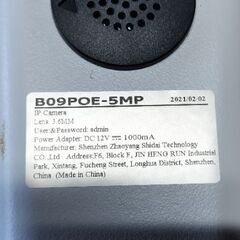 B09POE-5MP 2021/02/02
IP Camera
Lens: 3.6MM
User&Password: admin
Power Adapter: DC 12V ⎓ 1000mA
Manufacturer: Shenzhen Zhaoyang Shidai Technology
CO.,Ltd Address:F6, Block F, JIN HENG RUN Industrial
Park, Xintang, Fucheng Street, Longhua District, Shenzhen,
China
(Made In China)